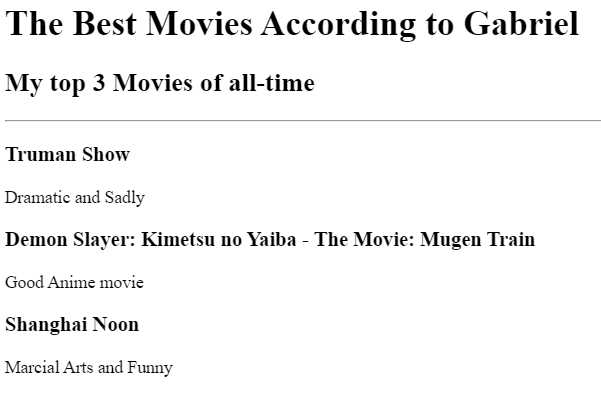 The Best Movies According to Gabriel
My top 3 Movies of all-time
Truman Show
Dramatic and Sadly
Demon Slayer: Kimetsu no Yaiba - The Movie: Mugen Train
Good Anime movie
Shanghai Noon
Marcial Arts and Funny